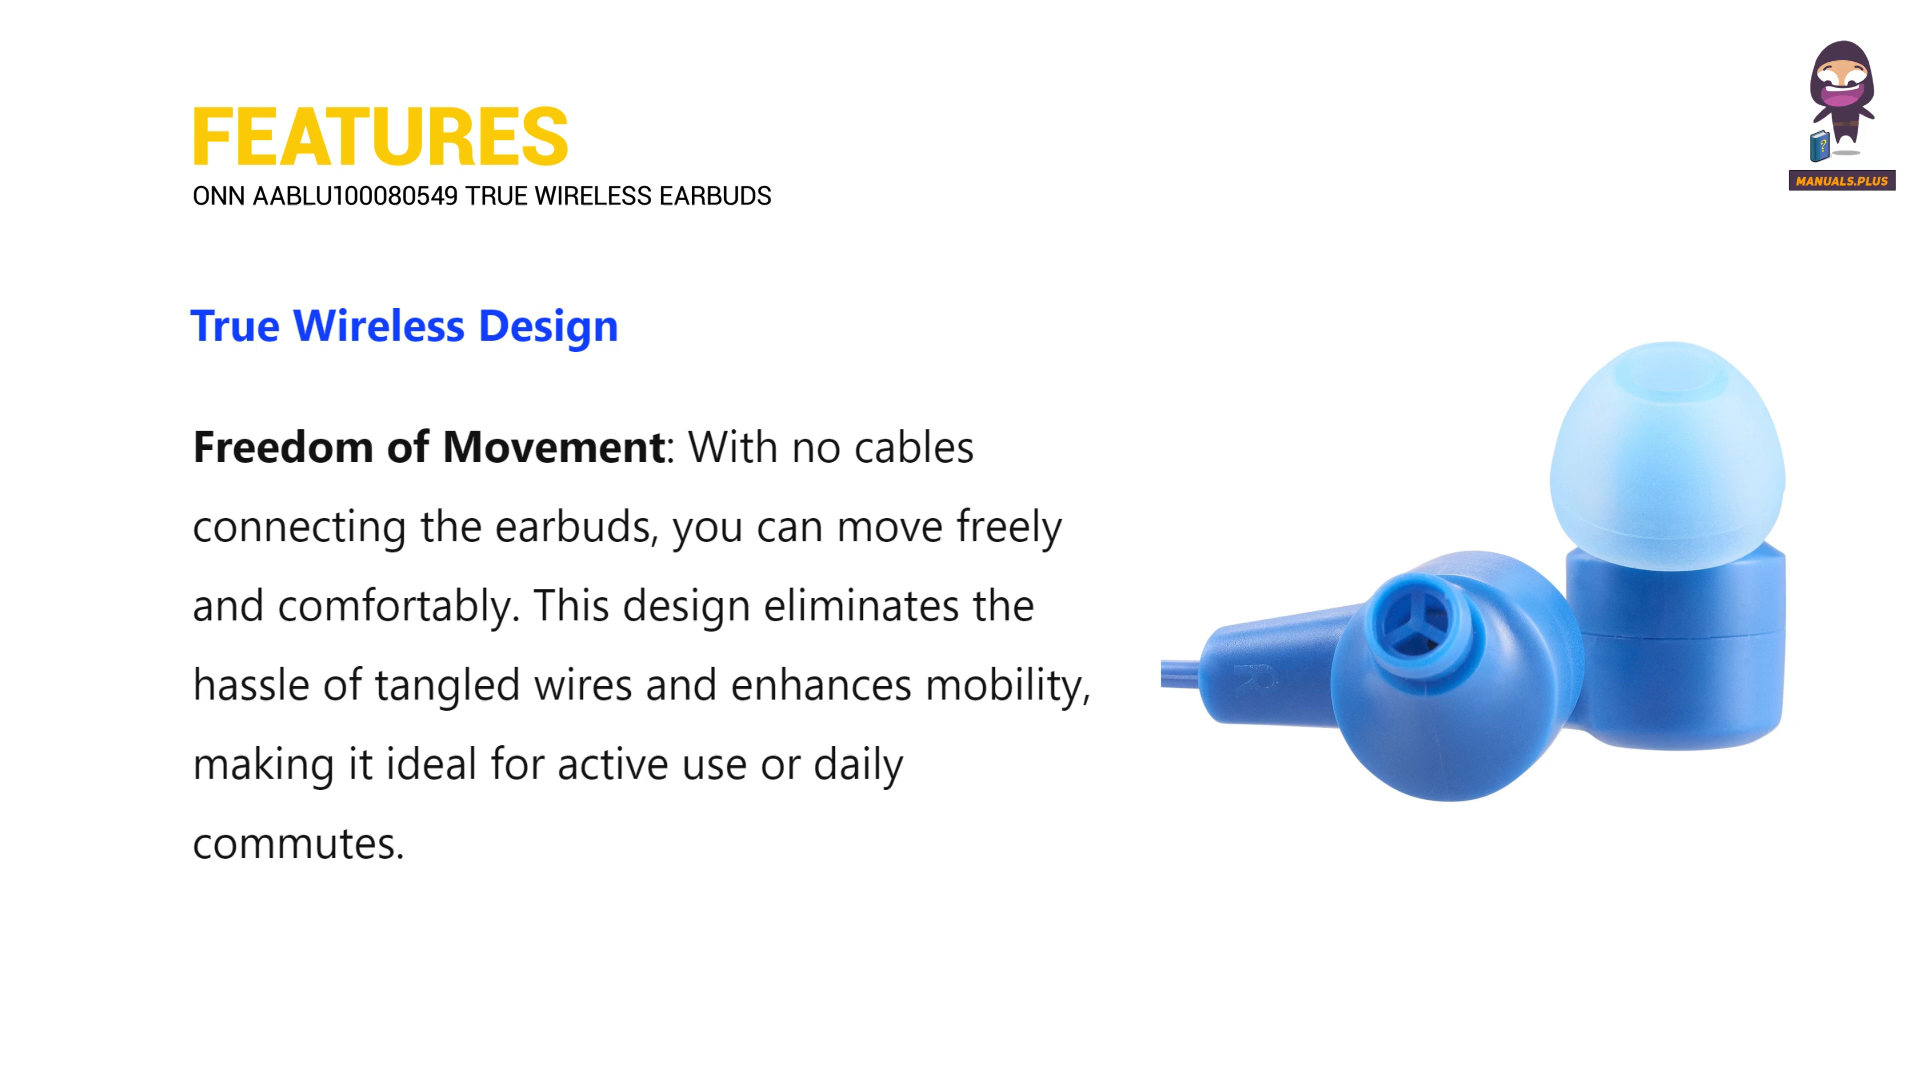 FEATURES
ONN AABLU100080549 TRUE WIRELESS EARBUDS
?
MANUALS.PLUS
True Wireless Design
Freedom of Movement: With no cables
connecting the earbuds, you can move freely
and comfortably. This design eliminates the
hassle of tangled wires and enhances mobility,
making it ideal for active use or daily
commutes.
R